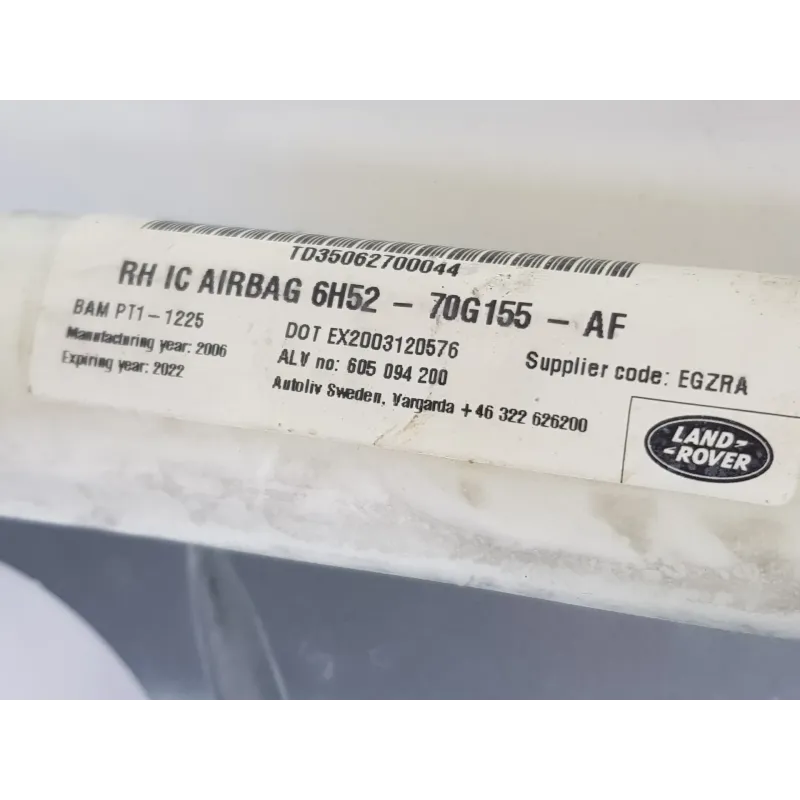 TD35062700044
RH IC AIRBAG 6H52 - 70G155 - AF
BAM PT1-1225
Manufacturing year: 2006
Expiring year: 2022
DOT EX2003120576
ALV no: 605 094 200
Autoliv Sweden, Vargarda +46 322 626200
Supplier code: EGZRA
LAND-
-ROVER